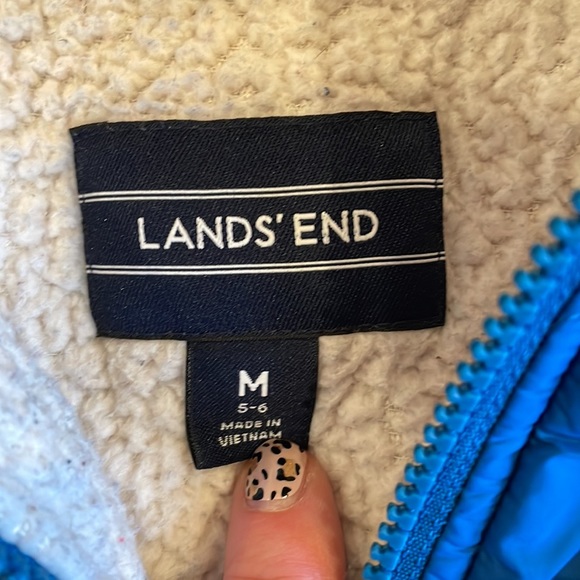 LANDS' END
M
5-6
MADE IN
VIETNAM